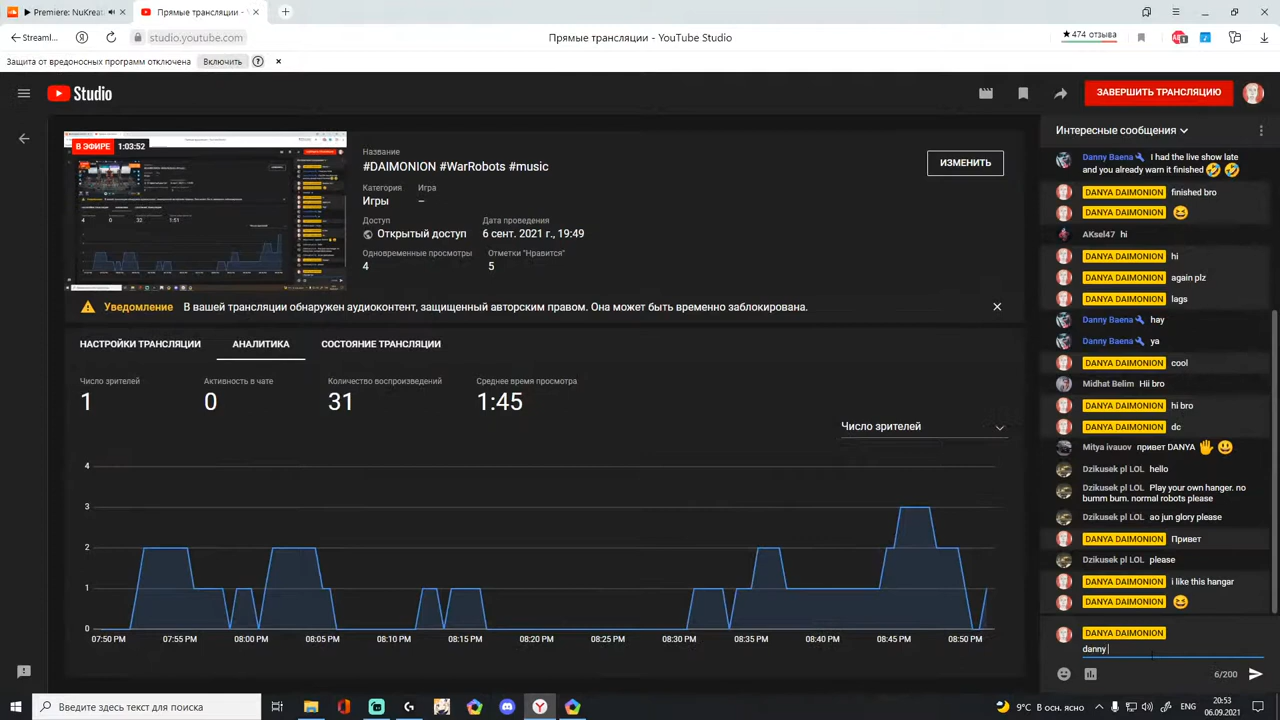 Premiere: NuKreat
Прямые трансляции
Streaml...
studio.youtube.com
Прямые трансляции - YouTube Studio
★474 отзыва
Защита от вредоносных программ отключена
Включить
Studio
ЗАВЕРШИТЬ ТРАНСЛЯЦИЮ
В ЭФИРЕ 1:03:52
Название
#DAIMONION #WarRobots #music
ИЗМЕНИТЬ
Категория Игра
Игры –
Доступ Дата проведения
Открытый доступ 6 сент. 2021 г., 19:49
Одновременные просмотры Отметки "Нравится"
4 5
Уведомление В вашей трансляции обнаружен аудиоконтент, защищенный авторским правом. Она может быть временно заблокирована.
НАСТРОЙКИ ТРАНСЛЯЦИИ АНАЛИТИКА СОСТОЯНИЕ ТРАНСЛЯЦИИ
Число зрителей Активность в чате Количество воспроизведений Среднее время просмотра
1 0 31 1:45
Число зрителей
4
3
2
1
0
07:50 PM 07:55 PM 08:00 PM 08:05 PM 08:10 PM 08:15 PM 08:20 PM 08:25 PM 08:30 PM 08:35 PM 08:40 PM 08:45 PM 08:50 PM
Интересные сообщения
Danny Baena I had the live show late
and you already warn it finished 🤣 🤣
DANYA DAIMONION finished bro
DANYA DAIMONION 😆
AKsel47 hi
DANYA DAIMONION hi
DANYA DAIMONION again plz
DANYA DAIMONION lags
Danny Baena hay
Danny Baena ya
DANYA DAIMONION cool
Midhat Belim Hii bro
DANYA DAIMONION hi bro
DANYA DAIMONION dc
Mitya ivauov привет DANYA 🖐 😃
Dzikusek pl LOL hello
Dzikusek pl LOL Play your own hanger. no
bumm bum. normal robots please
Dzikusek pl LOL ao jun glory please
DANYA DAIMONION Привет
Dzikusek pl LOL please
DANYA DAIMONION i like this hangar
DANYA DAIMONION 😆
DANYA DAIMONION
danny
6/200
Введите здесь текст для поиска
9°C В осн. ясно
ENG
20:53
06.09.2021